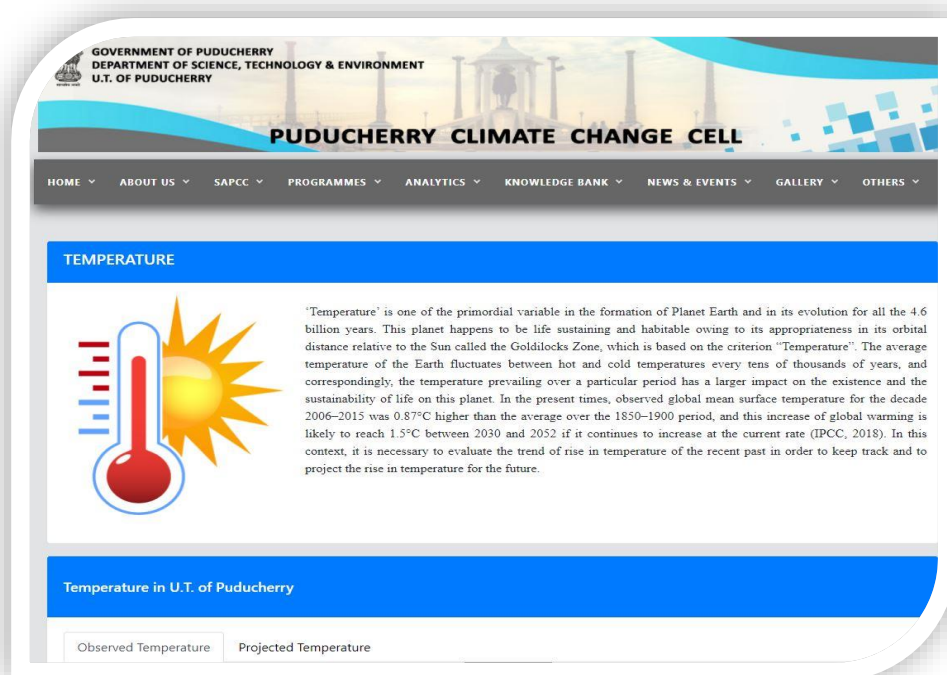 GOVERNMENT OF PUDUCHERRY
DEPARTMENT OF SCIENCE, TECHNOLOGY & ENVIRONMENT
U.T. OF PUDUCHERRY
PUDUCHERRY CLIMATE CHANGE CELL
HOME ABOUT US SAPCC PROGRAMMES ANALYTICS KNOWLEDGE BANK NEWS & EVENTS GALLERY OTHERS
TEMPERATURE
'Temperature' is one of the primordial variable in the formation of Planet Earth and in its evolution for all the 4.6
billion years. This planet happens to be life sustaining and habitable owing to its appropriateness in its orbital
distance relative to the Sun called the Goldilocks Zone, which is based on the criterion "Temperature". The average
temperature of the Earth fluctuates between hot and cold temperatures every tens of thousands of years, and
correspondingly, the temperature prevailing over a particular period has a larger impact on the existence and the
sustainability of life on this planet. In the present times, observed global mean surface temperature for the decade
2006–2015 was 0.87°C higher than the average over the 1850–1900 period, and this increase of global warming is
likely to reach 1.5°C between 2030 and 2052 if it continues to increase at the current rate (IPCC, 2018). In this
context, it is necessary to evaluate the trend of rise in temperature of the recent past in order to keep track and to
project the rise in temperature for the future.
Temperature in U.T. of Puducherry
Observed Temperature Projected Temperature